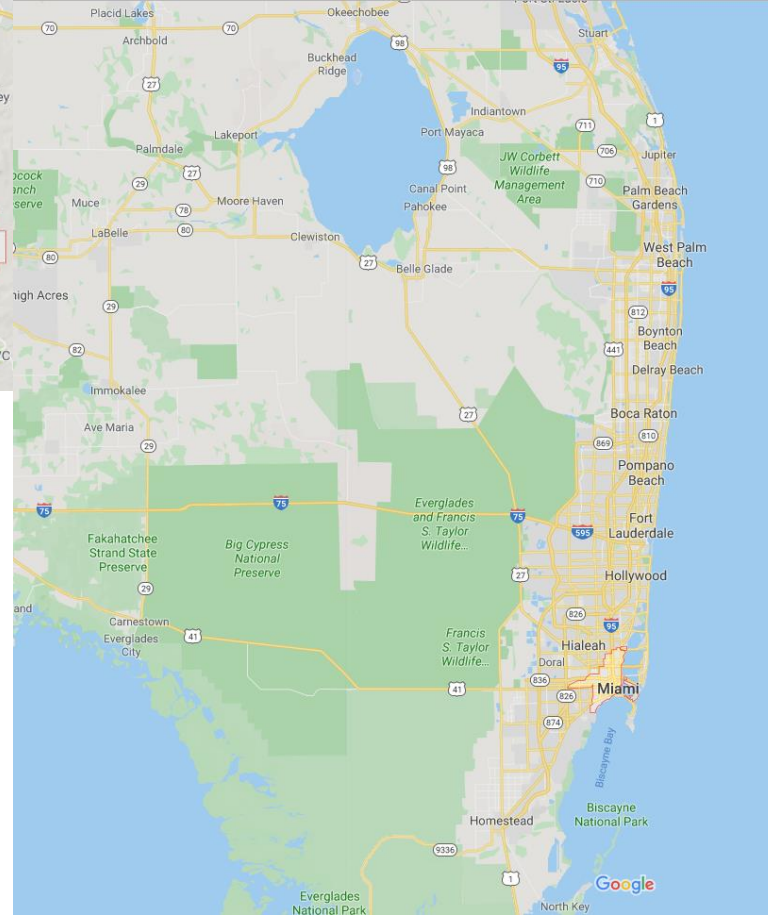 Placid Lakes
Okeechobee
70
70
98
Archbold
Stuart
Buckhead
Ridge
95
27
Indiantown
1
711
Lakeport
Port Mayaca
706
Palmdale
Jupiter
98
JW Corbett
Wildlife
Management
Area
27
29
710
Canal Point
Palm Beach
Gardens
Muce
Moore Haven
Pahokee
78
LaBelle
80
Clewiston
West Palm
Beach
80
27
Belle Glade
95
29
812
Boynton
Beach
82
441
Delray Beach
Immokalee
27
Boca Raton
Ave Maria
810
869
29
Pompano
Beach
75
75
75
Everglades
and Francis
S. Taylor
Wildlife...
Fort
Lauderdale
595
Fakahatchee
Strand State
Preserve
Big Cypress
National
Preserve
27
Hollywood
29
826
Carnestown
95
41
Everglades
City
Francis
S. Taylor
Wildlife...
Hialeah
Doral
836
41
826
Miami
874
Biscayne Bay
Biscayne
National Park
Homestead
9336
1
Google
Everglades
National Park
North Key